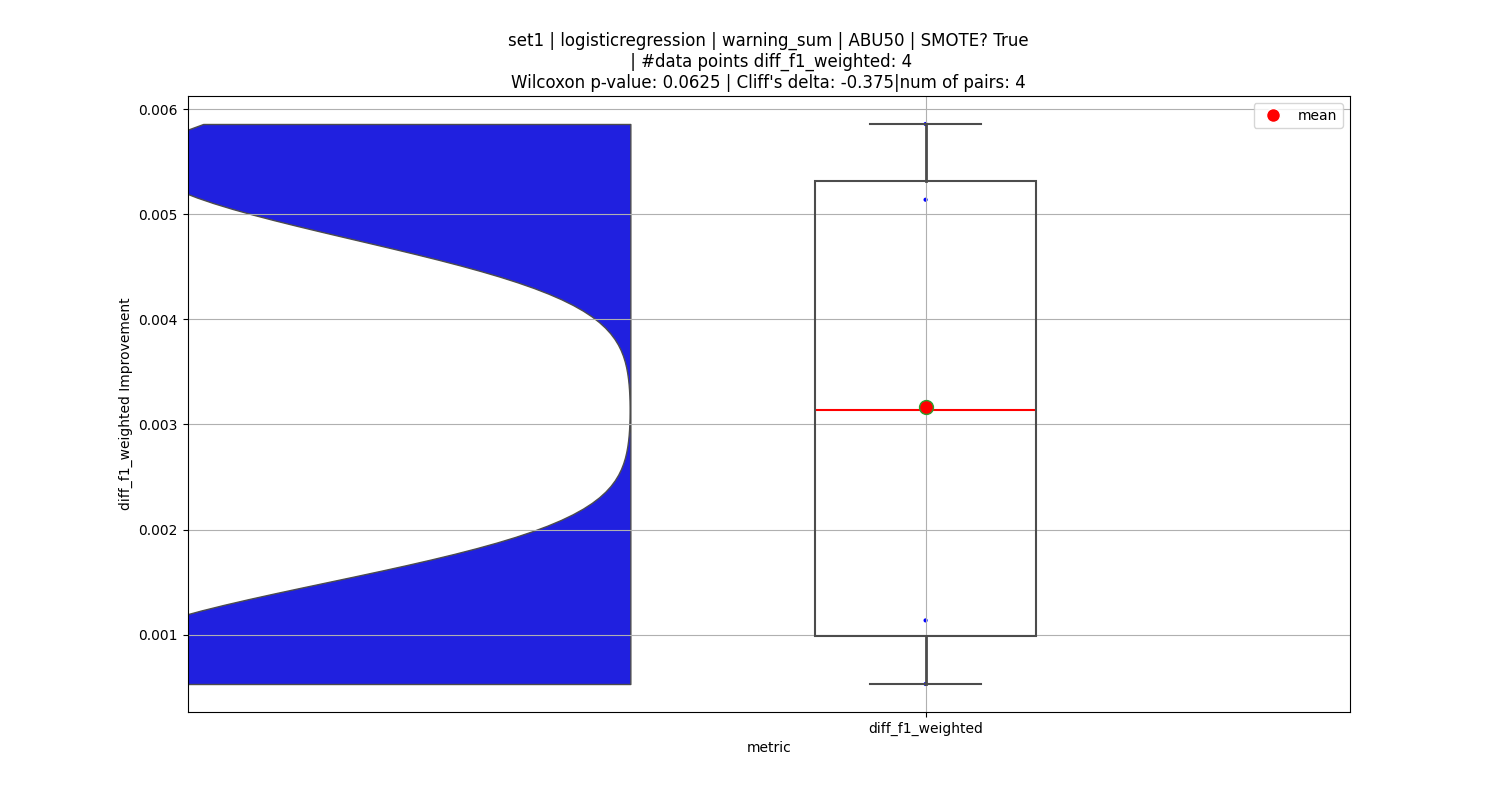 set1 | logisticregression | warning_sum | ABU50 | SMOTE? True
| #data points diff_f1_weighted: 4
Wilcoxon p-value: 0.0625 | Cliff's delta: -0.375|num of pairs: 4
mean
0.006
0.005
0.004
0.003
0.002
0.001
diff_f1_weighted Improvement
diff_f1_weighted
metric